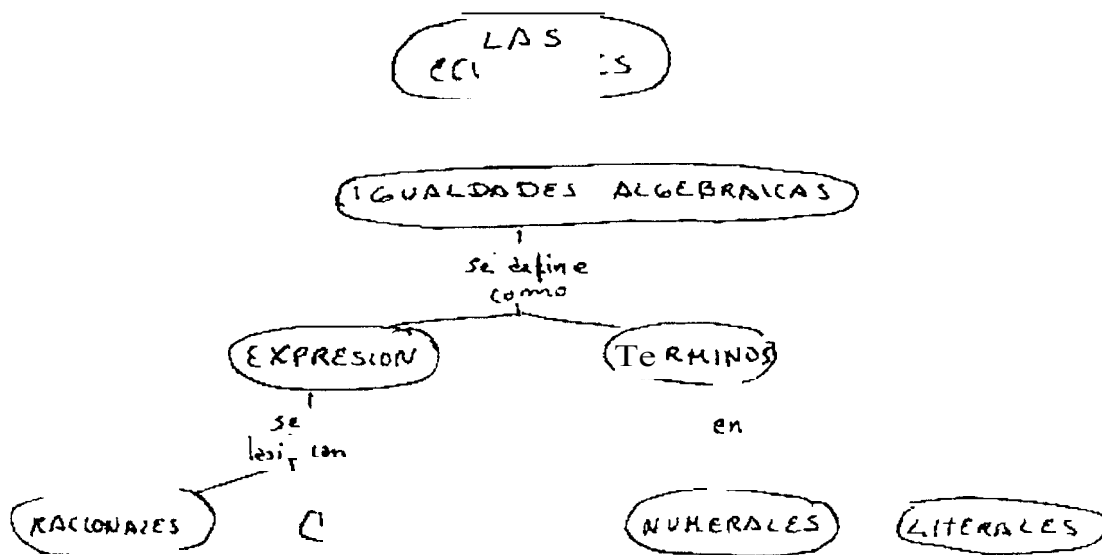 LAS
IGUALDADES ALGEBRAICAS
se define
como
EXPRESION TeRMINOS
se en
RACIONALES NUMERALES LITERALES